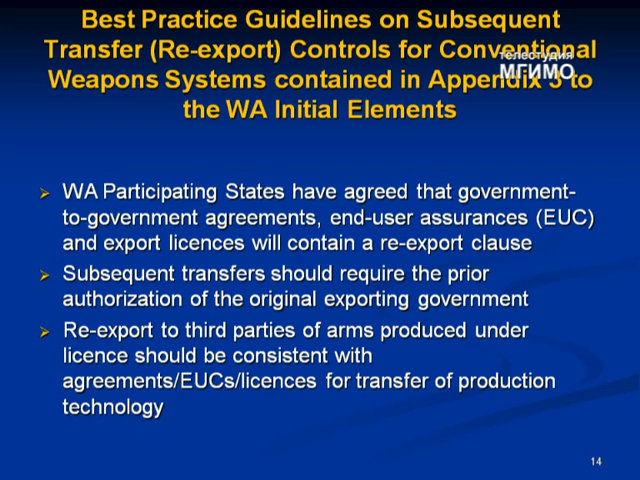 Best Practice Guidelines on Subsequent
Transfer (Re-export) Controls for Conventional
Weapons Systems contained in Appendix 3 to
the WA Initial Elements
телестудия
МГИМО
WA Participating States have agreed that government-
to-government agreements, end-user assurances (EUC)
and export licences will contain a re-export clause
Subsequent transfers should require the prior
authorization of the original exporting government
Re-export to third parties of arms produced under
licence should be consistent with
agreements/EUCs/licences for transfer of production
technology
14